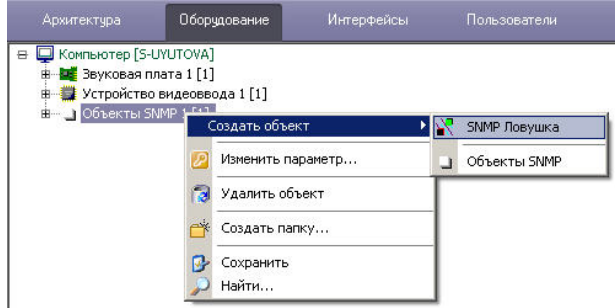 Архитектура Оборудование Интерфейсы Пользователи
Компьютер [S-UYUTOVA]
Звуковая плата 1 [1]
Устройство видеоввода 1 [1]
Объекты SNMP 1 [1]
Создать объект
SNMP Ловушка
Изменить параметр...
Объекты SNMP
Удалить объект
Создать папку...
Сохранить
Найти...